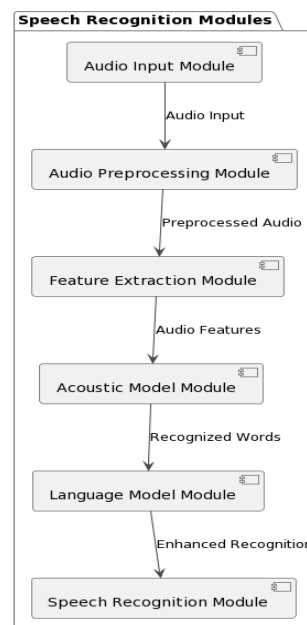 Speech Recognition Modules
Audio Input Module
Audio Input
Audio Preprocessing Module
Preprocessed Audio
Feature Extraction Module
Audio Features
Acoustic Model Module
Recognized Words
Language Model Module
Enhanced Recognition
Speech Recognition Module